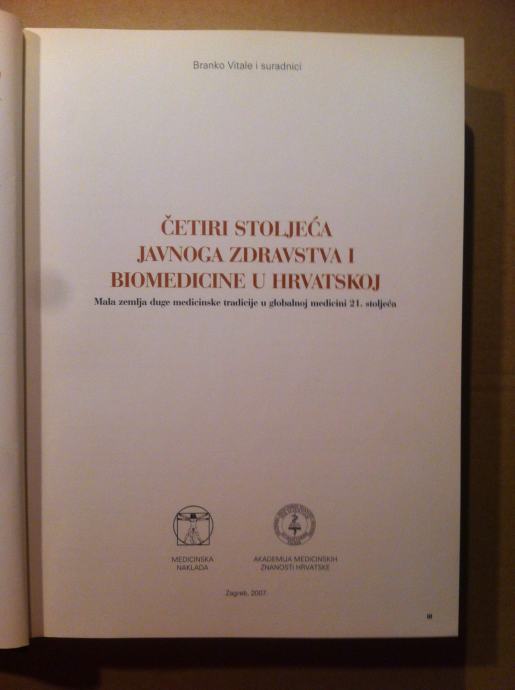 Branko Vitale i suradnici
ČETIRI STOLJEĆA
JAVNOGA ZDRAVSTVA I
BIOMEDICINE U HRVATSKOJ
Mala zemlja duge medicinske tradicije u globalnoj medicini 21. stoljeća
MEDICINSKA
NAKLADA
AKADEMIJA MEDICINSKIH
ZNANOSTI HRVATSKE
Zagreb, 2007.
III